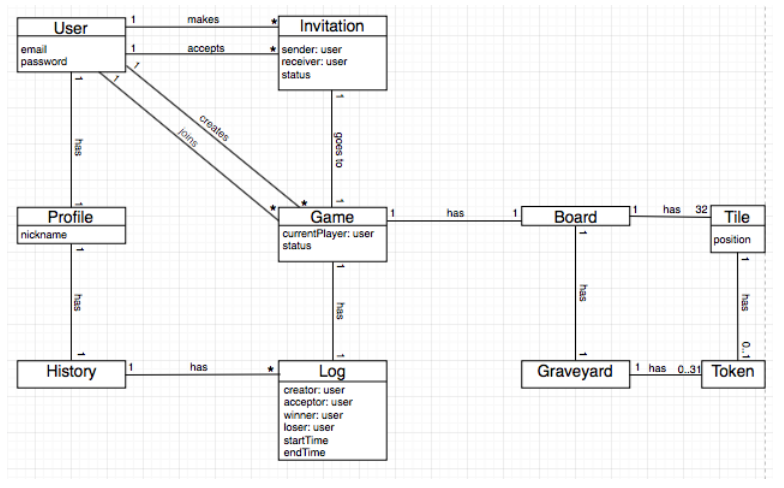 User
email
password
1 makes *
1 accepts *
Invitation
sender: user
receiver: user
status
1 creates *
1 joins *
1 has 1
1 goes to 1
Profile
nickname
Game
currentPlayer: user
status
1 has 1
Board
1 has 32
Tile
position
1 has 1
1 has 1
1 has 1
1 has 0..1
History
1 has *
Log
creator: user
acceptor: user
winner: user
loser: user
startTime
endTime
Graveyard
1 has 0..31
Token